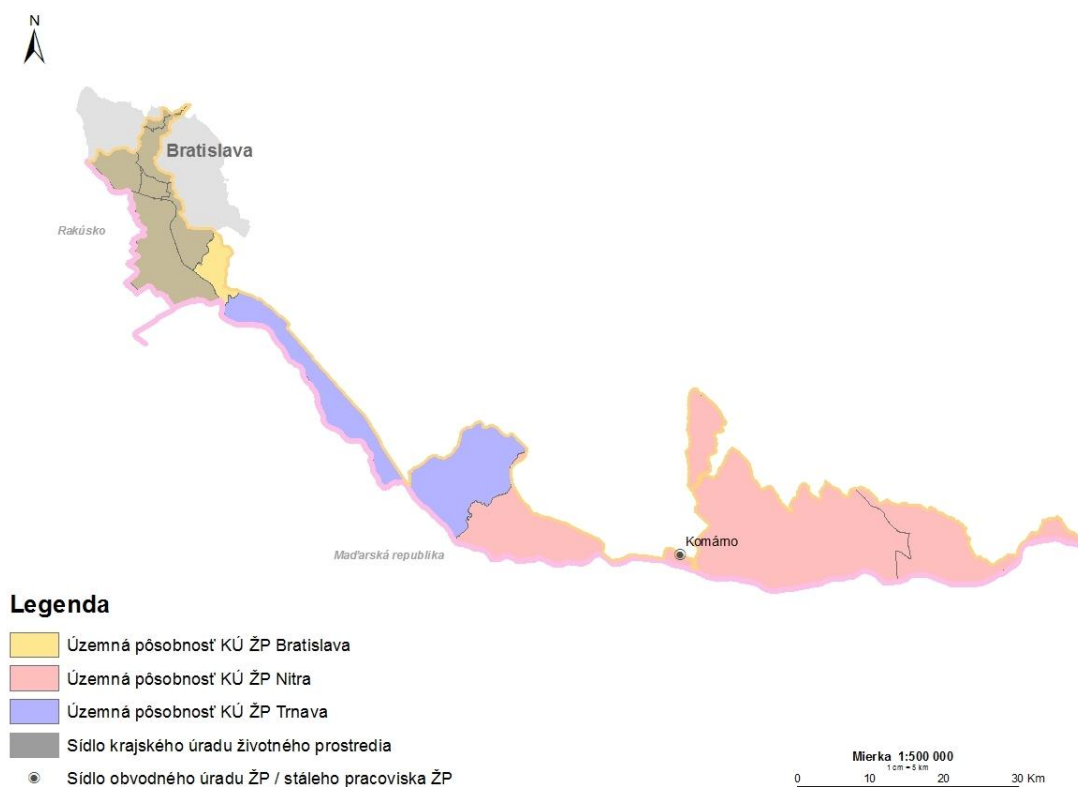 N
Bratislava
Rakúsko
Komárno
Maďarská republika
Legenda
Územná pôsobnosť KÚ ŽP Bratislava
Územná pôsobnosť KÚ ŽP Nitra
Územná pôsobnosť KÚ ŽP Trnava
Sídlo krajského úradu životného prostredia
Sídlo obvodného úradu ŽP / stáleho pracoviska ŽP
Mierka 1:500 000
1 cm = 5 km
0 10 20 30 Km